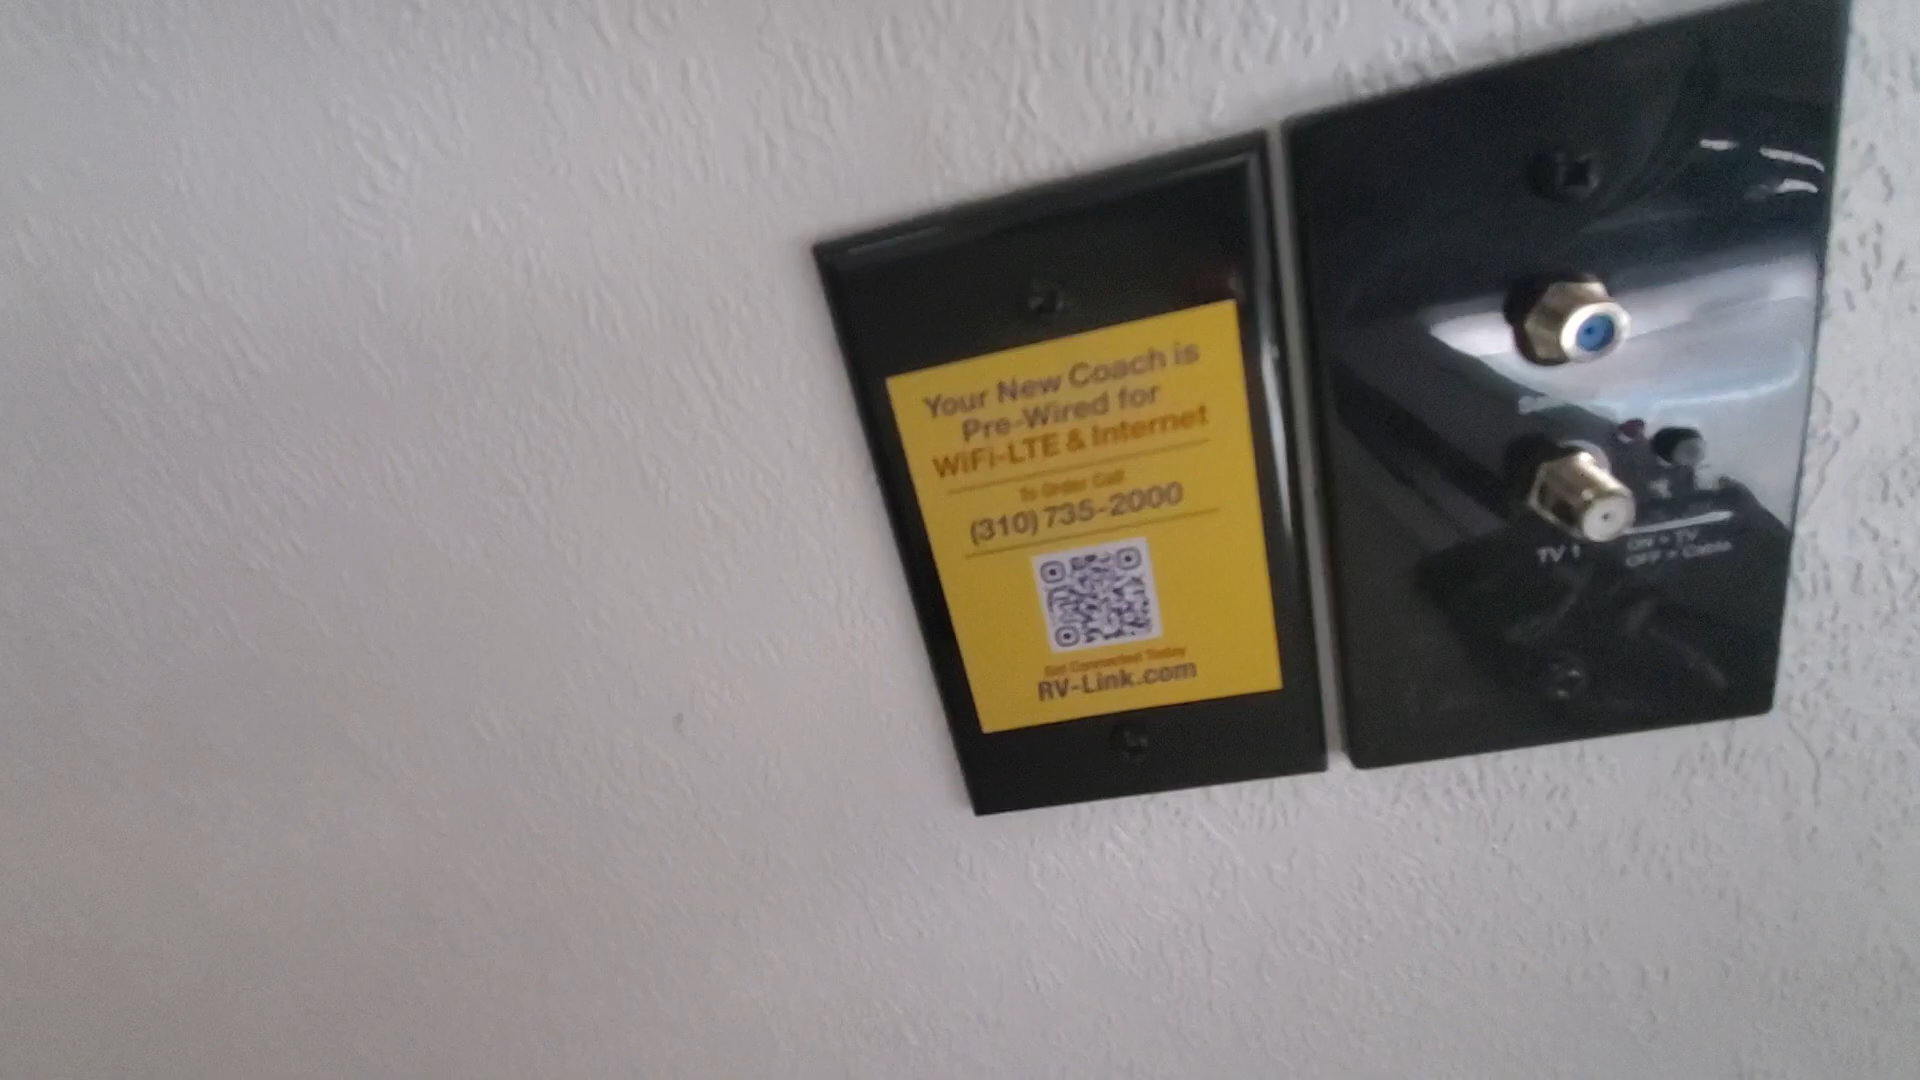 Your New Coach is
Pre-Wired for
WiFi-LTE & Internet
To Order Call
(310) 735-2000
Get Connected Today
RV-Link.com
TV 1
ON = TV
OFF = Cable